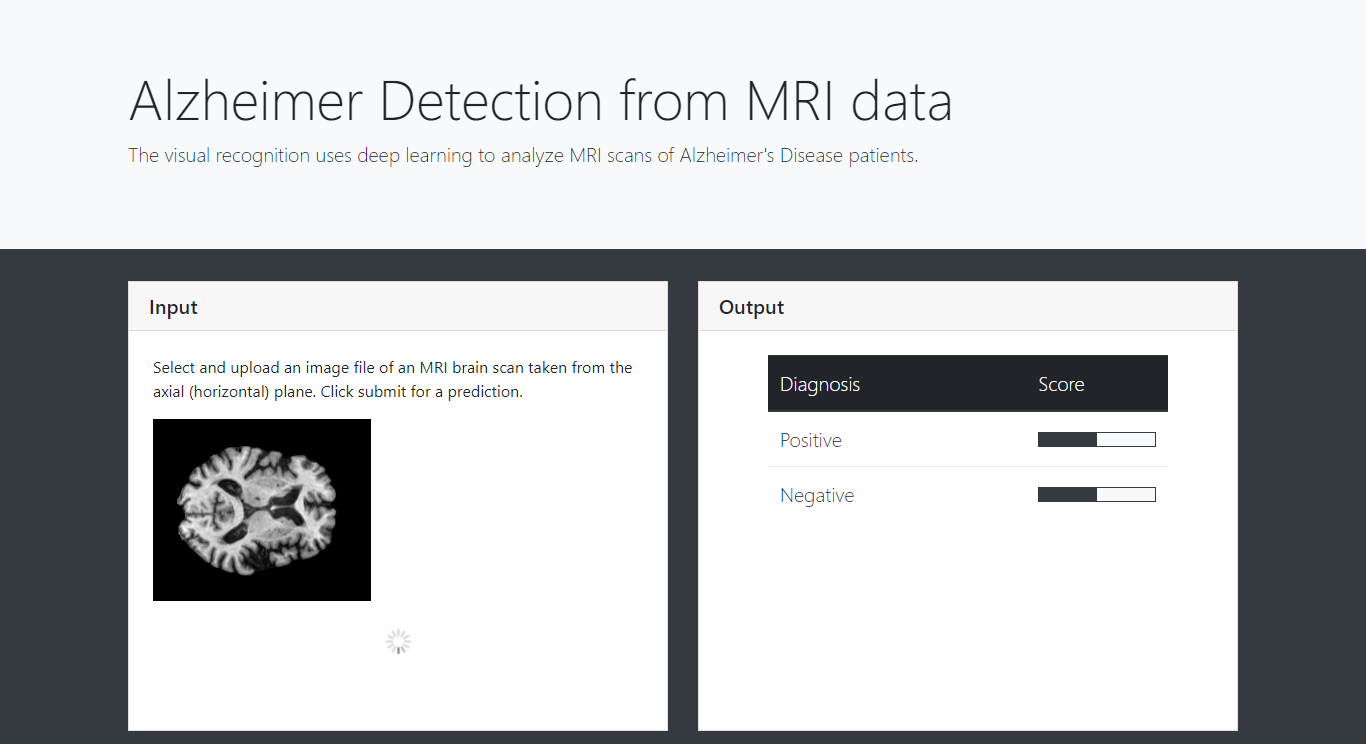 Alzheimer Detection from MRI data
The visual recognition uses deep learning to analyze MRI scans of Alzheimer's Disease patients.
Input
Select and upload an image file of an MRI brain scan taken from the
axial (horizontal) plane. Click submit for a prediction.
Output
Diagnosis Score
Positive
Negative